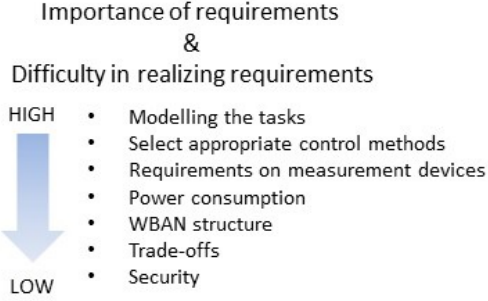 Importance of requirements
&
Difficulty in realizing requirements
HIGH
• Modelling the tasks
• Select appropriate control methods
• Requirements on measurement devices
• Power consumption
• WBAN structure
• Trade-offs
• Security
LOW